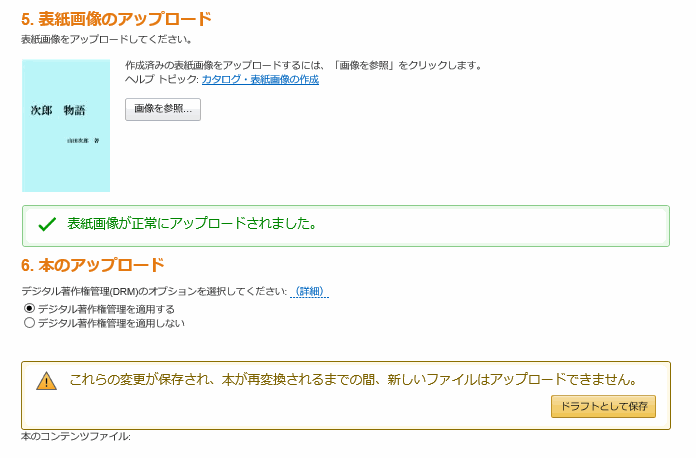 5. 表紙画像のアップロード
表紙画像をアップロードしてください。
作成済みの表紙画像をアップロードするには、「画像を参照」をクリックします。
ヘルプ トピック: カタログ・表紙画像の作成
画像を参照...
次郎 物語
山田次郎 著
表紙画像が正常にアップロードされました。
6. 本のアップロード
デジタル著作権管理(DRM)のオプションを選択してください: (詳細)
デジタル著作権管理を適用する
デジタル著作権管理を適用しない
これらの変更が保存され、本が再変換されるまでの間、新しいファイルはアップロードできません。
ドラフトとして保存
本のコンテンツファイル: